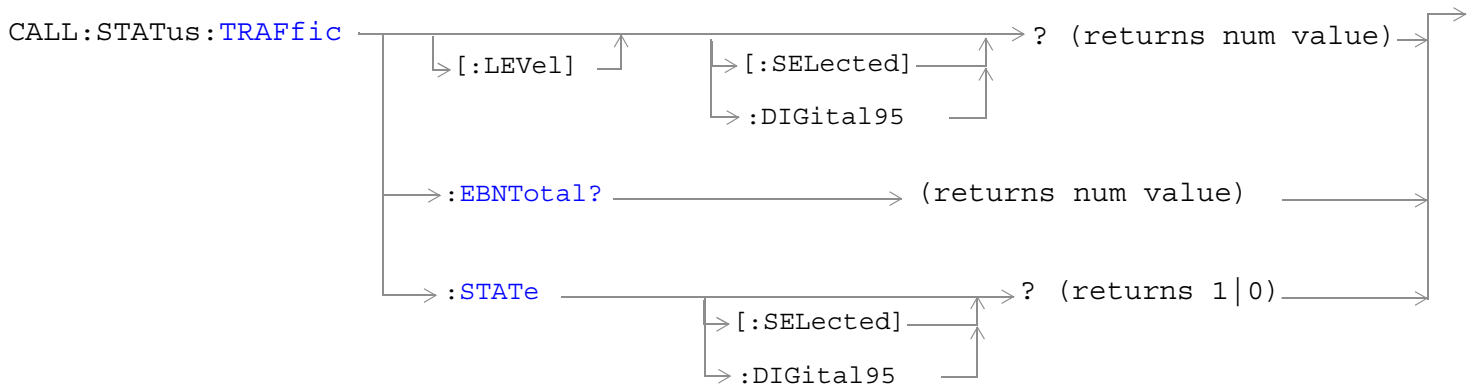 CALL:STATus:TRAFfic ? (returns num value)
[:LEVel] [:SELected]
:DIGital95
:EBNTotal? (returns num value)
:STATe ? (returns 1|0)
[:SELected]
:DIGital95